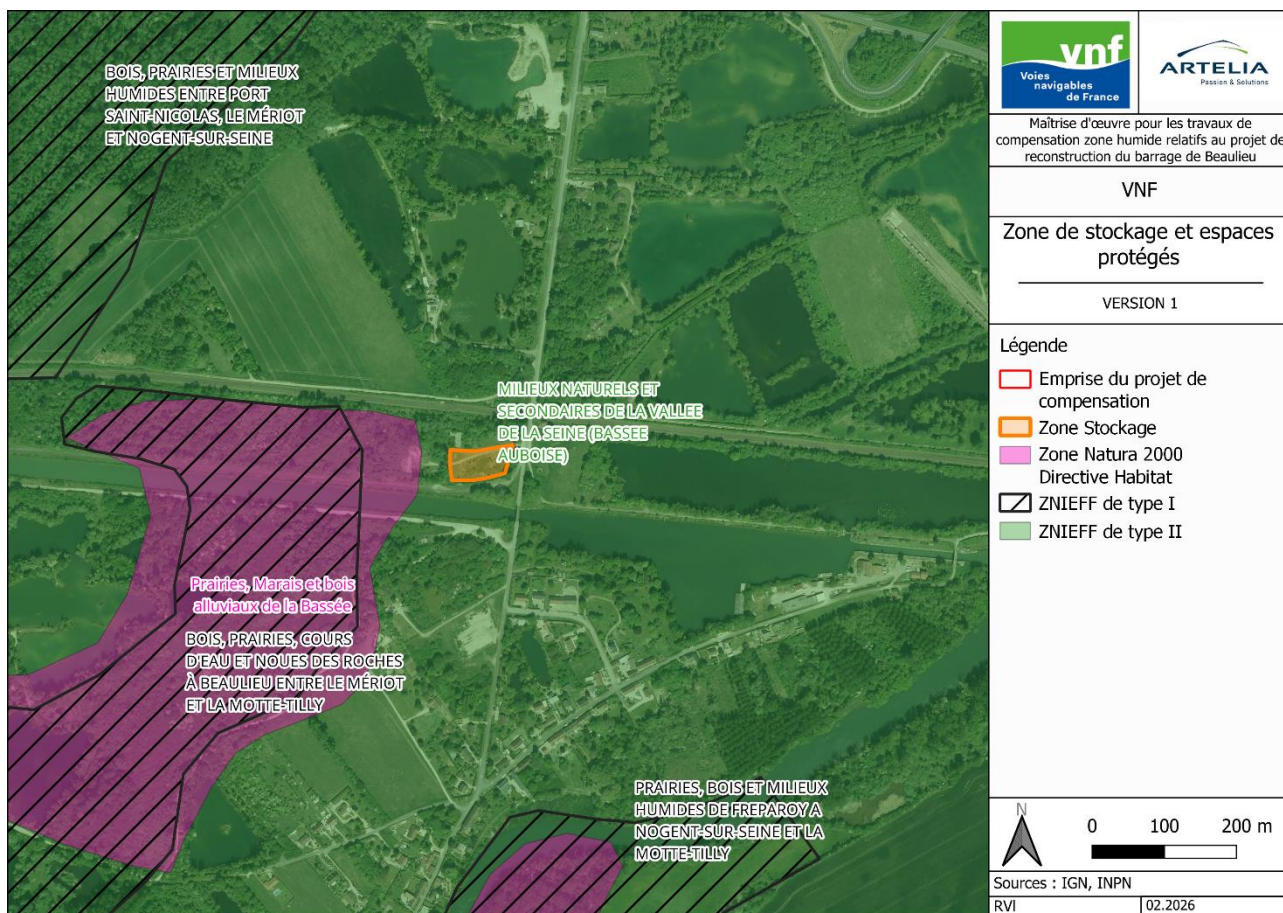 BOIS, PRAIRIES ET MILIEUX
HUMIDES ENTRE PORT
SAINT-NICOLAS, LE MÉRIOT
ET NOGENT-SUR-SEINE
MILIEUX NATURELS ET
SECONDAIRES DE LA VALLEE
DE LA SEINE (BASSEE
AUBOISE)
Prairies, Marais et bois
alluviaux de la Bassée
BOIS, PRAIRIES, COURS
D'EAU ET NOUES DES ROCHES
À BEAULIEU ENTRE LE MÉRIOT
ET LA MOTTE-TILLY
PRAIRIES, BOIS ET MILIEUX
HUMIDES DE FREPAROY A
NOGENT-SUR-SEINE ET LA
MOTTE-TILLY
vnf
Voies
navigables
de France
ARTELIA
Passion & Solutions
Maîtrise d'œuvre pour les travaux de
compensation zone humide relatifs au projet de
reconstruction du barrage de Beaulieu
VNF
Zone de stockage et espaces
protégés
VERSION 1
Légende
Emprise du projet de
compensation
Zone Stockage
Zone Natura 2000
Directive Habitat
ZNIEFF de type I
ZNIEFF de type II
N
0 100 200 m
Sources : IGN, INPN
RVI 02.2026